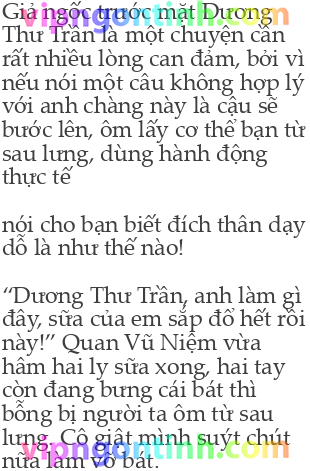 Giả ngốc trước mặt Dương
vipngontinh.com
Thư Trần là một chuyện cần
rất nhiều lòng can đảm, bởi vì
nếu nói một câu không hợp lý
với anh chàng này là cậu sẽ
bước lên, ôm lấy cơ thể bạn từ
sau lưng, dùng hành động
thực tế
nói cho bạn biết đích thân dạy
dỗ là như thế nào!
“Dương Thư Trần, anh làm gì
đây, sữa của em sắp đổ hết rồi
này!” Quan Vũ Niệm vừa
hâm hai ly sữa xong, hai tay
còn đang bưng cái bát thì
bỗng bị người ta ôm từ sau
lưng. Cô giật mình suýt chút
vipngontinh.com
nữa làm vỡ bát.